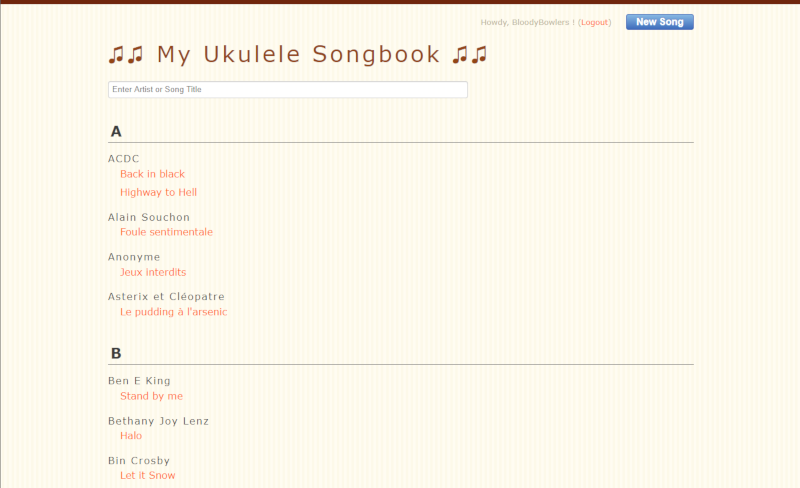 Howdy, BloodyBowlers ! (Logout)
New Song
♫♫ My Ukulele Songbook ♫♫
Enter Artist or Song Title
A
ACDC
Back in black
Highway to Hell
Alain Souchon
Foule sentimentale
Anonyme
Jeux interdits
Asterix et Cléopatre
Le pudding à l'arsenic
B
Ben E King
Stand by me
Bethany Joy Lenz
Halo
Bin Crosby
Let it Snow